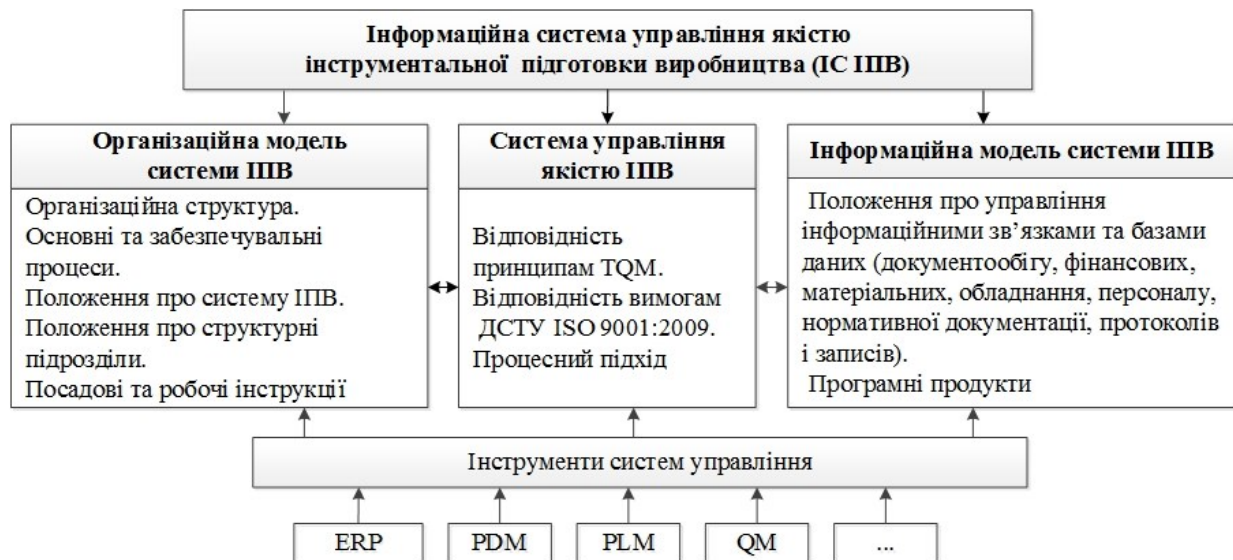 Інформаційна система управління якістю
інструментальної підготовки виробництва (ІС ІПВ)
Організаційна модель
системи ІПВ
Організаційна структура.
Основні та забезпечувальні
процеси.
Положення про систему ІПВ.
Положення про структурні
підрозділи.
Посадові та робочі інструкції
Система управління
якістю ІПВ
Відповідність
принципам TQM.
Відповідність вимогам
ДСТУ ISO 9001:2009.
Процесний підхід
Інформаційна модель системи ІПВ
Положення про управління
інформаційними зв’язками та базами
даних (документообігу, фінансових,
матеріальних, обладнання, персоналу,
нормативної документації, протоколів
і записів).
Програмні продукти
Інструменти систем управління
ERP
PDM
PLM
QM
...